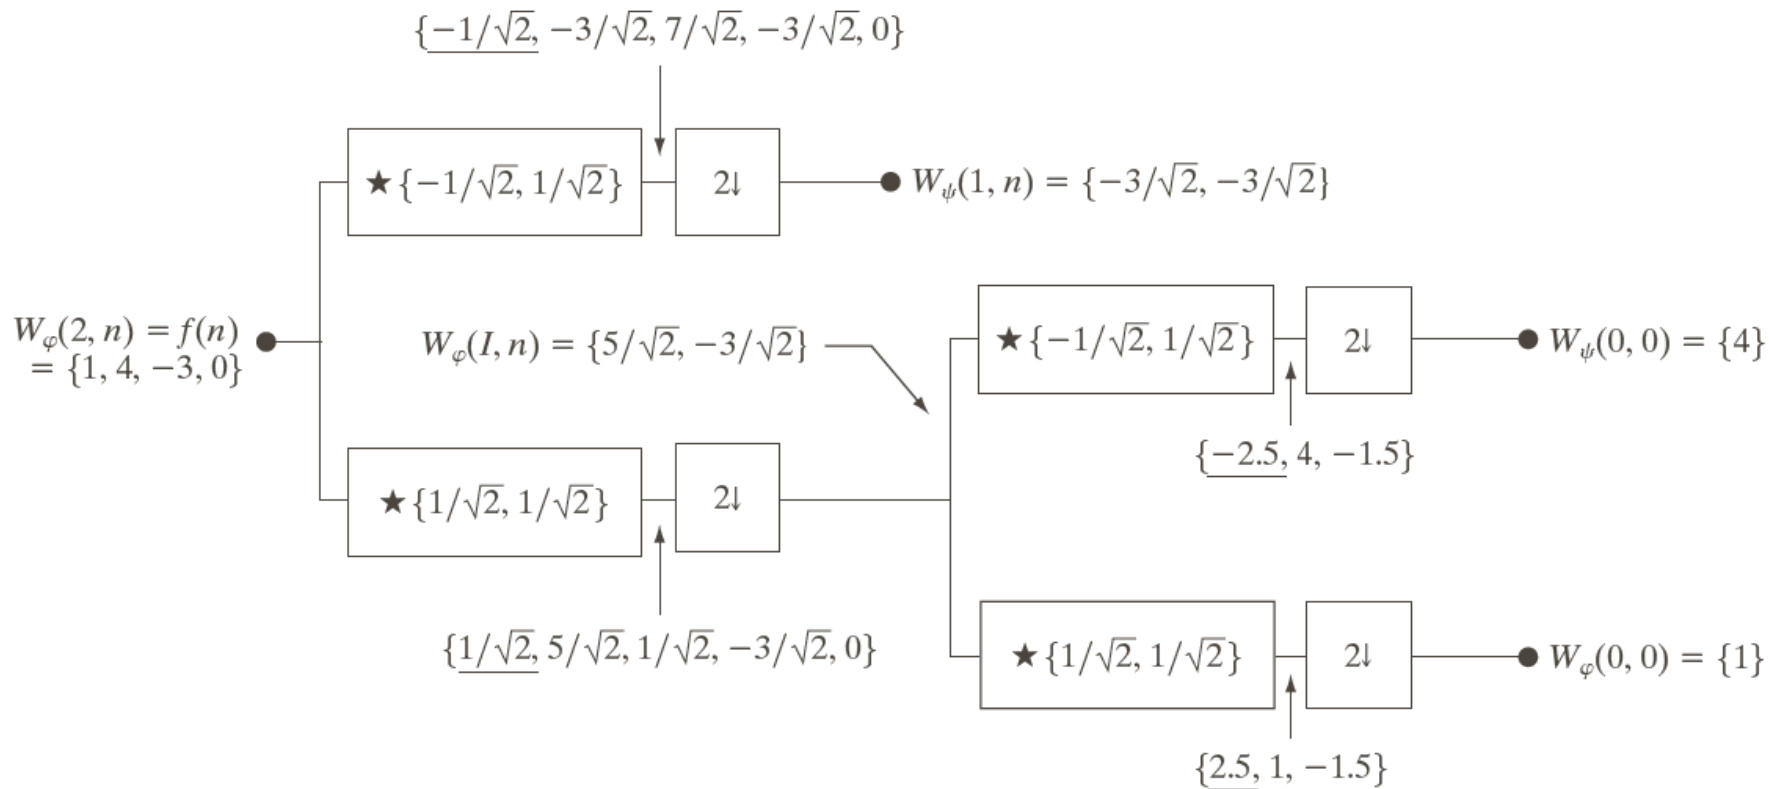 {−1/√2, −3/√2, 7/√2, −3/√2, 0}
★{−1/√2, 1/√2}
2↓
W_ψ(1, n) = {−3/√2, −3/√2}
W_φ(2, n) = f(n)
= {1, 4, −3, 0}
W_φ(I, n) = {5/√2, −3/√2}
★{−1/√2, 1/√2}
2↓
W_ψ(0, 0) = {4}
{−2.5, 4, −1.5}
★{1/√2, 1/√2}
2↓
{1/√2, 5/√2, 1/√2, −3/√2, 0}
★{1/√2, 1/√2}
2↓
W_φ(0, 0) = {1}
{2.5, 1, −1.5}